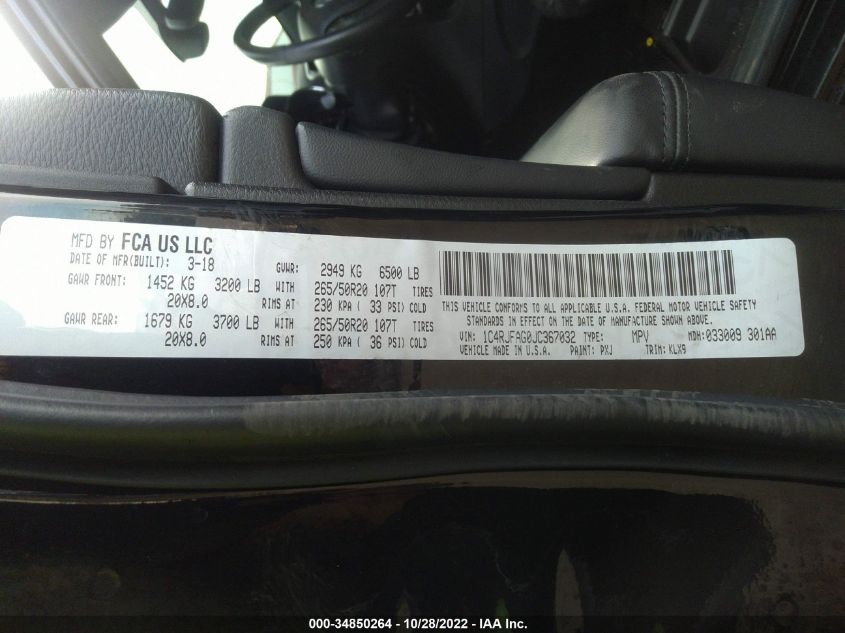 MFD BY FCA US LLC
DATE OF MFR(BUILT): 3-18
GVWR: 2949 KG 6500 LB
GAWR FRONT: 1452 KG 3200 LB WITH 265/50R20 107T TIRES
20X8.0 RIMS AT 230 KPA ( 33 PSI) COLD
GAWR REAR: 1679 KG 3700 LB WITH 265/50R20 107T TIRES
20X8.0 RIMS AT 250 KPA ( 36 PSI) COLD
THIS VEHICLE CONFORMS TO ALL APPLICABLE U.S.A. FEDERAL MOTOR VEHICLE SAFETY
STANDARDS IN EFFECT ON THE DATE OF MANUFACTURE SHOWN ABOVE.
VIN: 1C4RJFAG0JC367032 TYPE: MPV MDH: 033009 301AA
VEHICLE MADE IN U.S.A. PAINT: PXJ TRIM: KLX9
000-34850264 - 10/28/2022 - IAA Inc.